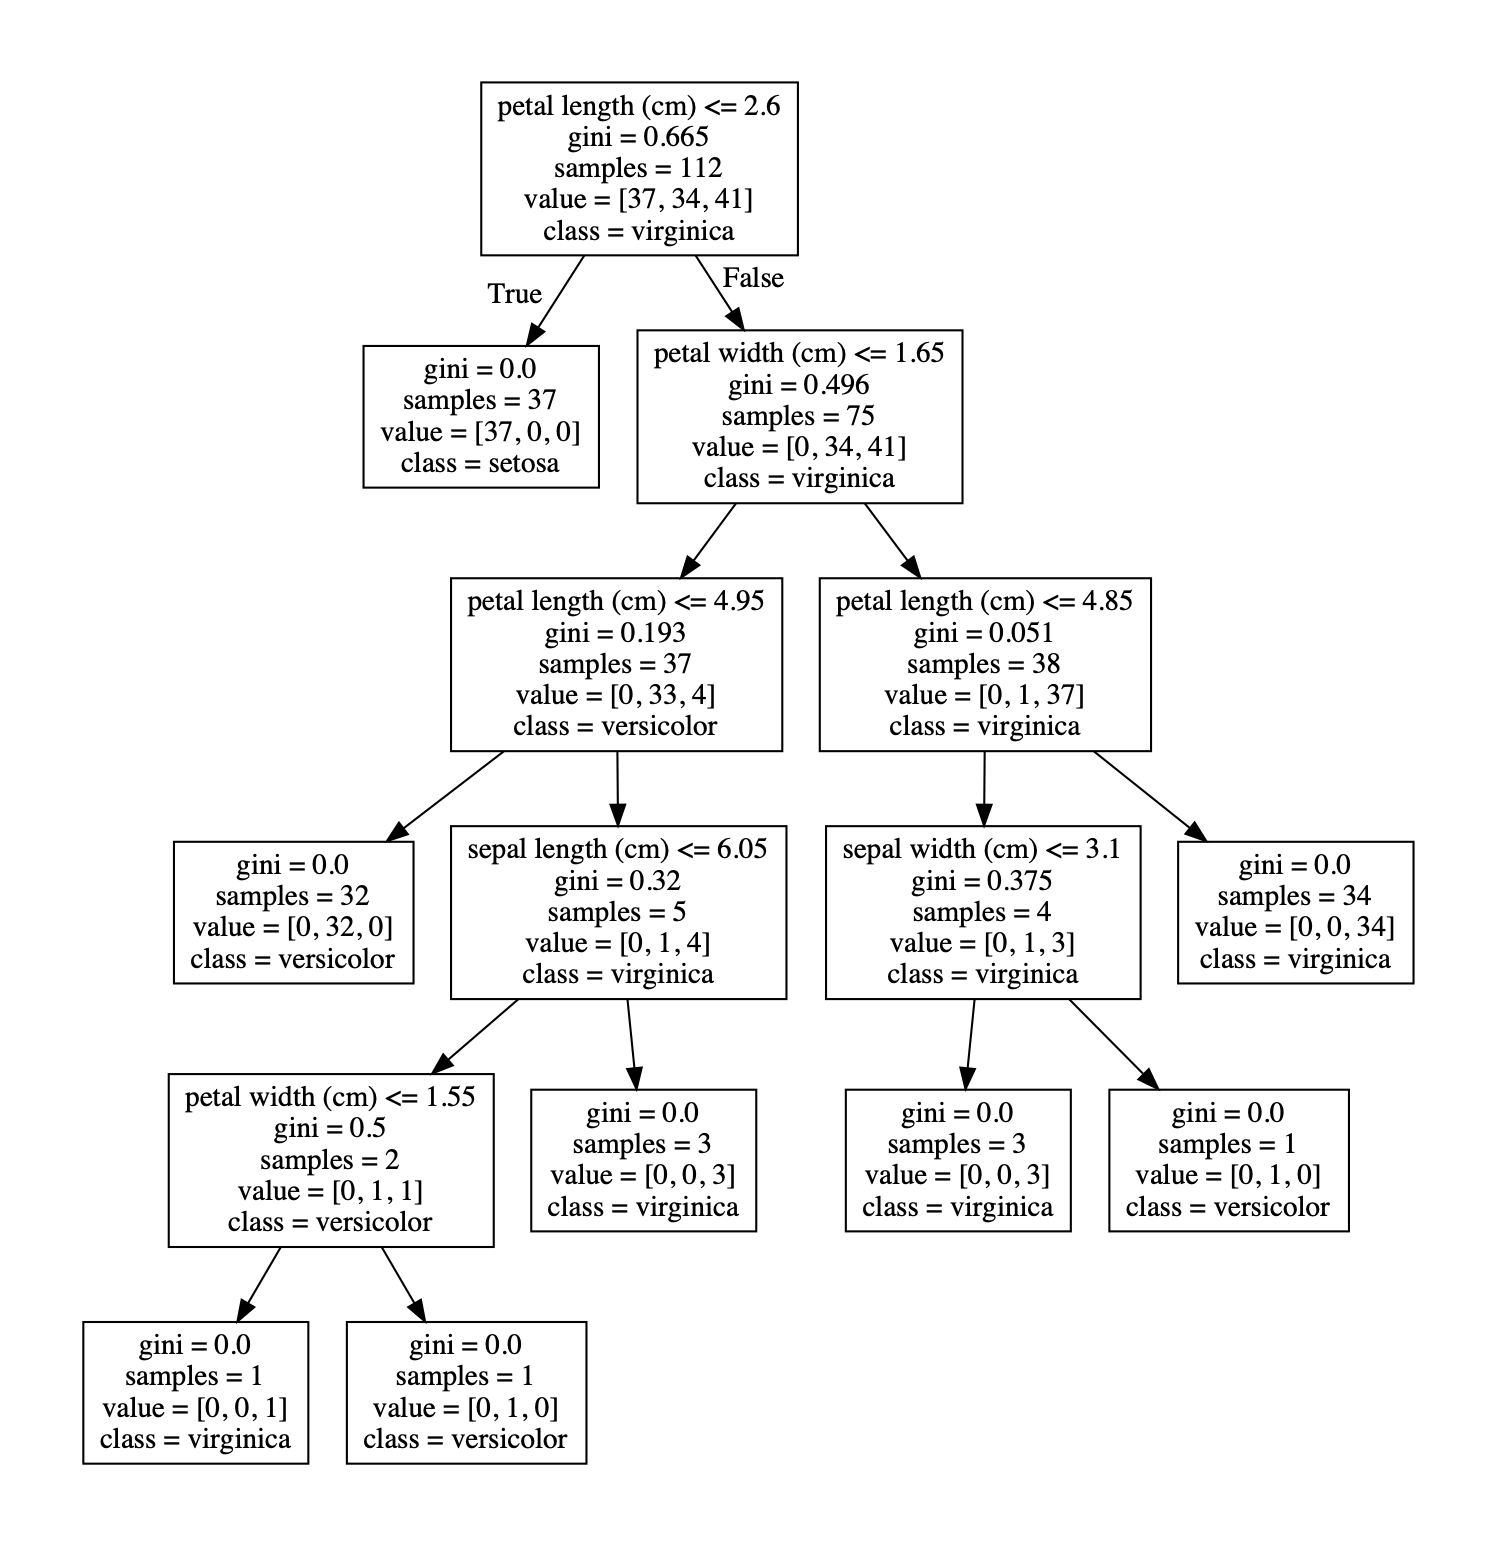 petal length (cm) <= 2.6
gini = 0.665
samples = 112
value = [37, 34, 41]
class = virginica
True
False
gini = 0.0
samples = 37
value = [37, 0, 0]
class = setosa
petal width (cm) <= 1.65
gini = 0.496
samples = 75
value = [0, 34, 41]
class = virginica
petal length (cm) <= 4.95
gini = 0.193
samples = 37
value = [0, 33, 4]
class = versicolor
petal length (cm) <= 4.85
gini = 0.051
samples = 38
value = [0, 1, 37]
class = virginica
gini = 0.0
samples = 32
value = [0, 32, 0]
class = versicolor
sepal length (cm) <= 6.05
gini = 0.32
samples = 5
value = [0, 1, 4]
class = virginica
sepal width (cm) <= 3.1
gini = 0.375
samples = 4
value = [0, 1, 3]
class = virginica
gini = 0.0
samples = 34
value = [0, 0, 34]
class = virginica
petal width (cm) <= 1.55
gini = 0.5
samples = 2
value = [0, 1, 1]
class = versicolor
gini = 0.0
samples = 3
value = [0, 0, 3]
class = virginica
gini = 0.0
samples = 3
value = [0, 0, 3]
class = virginica
gini = 0.0
samples = 1
value = [0, 1, 0]
class = versicolor
gini = 0.0
samples = 1
value = [0, 0, 1]
class = virginica
gini = 0.0
samples = 1
value = [0, 1, 0]
class = versicolor